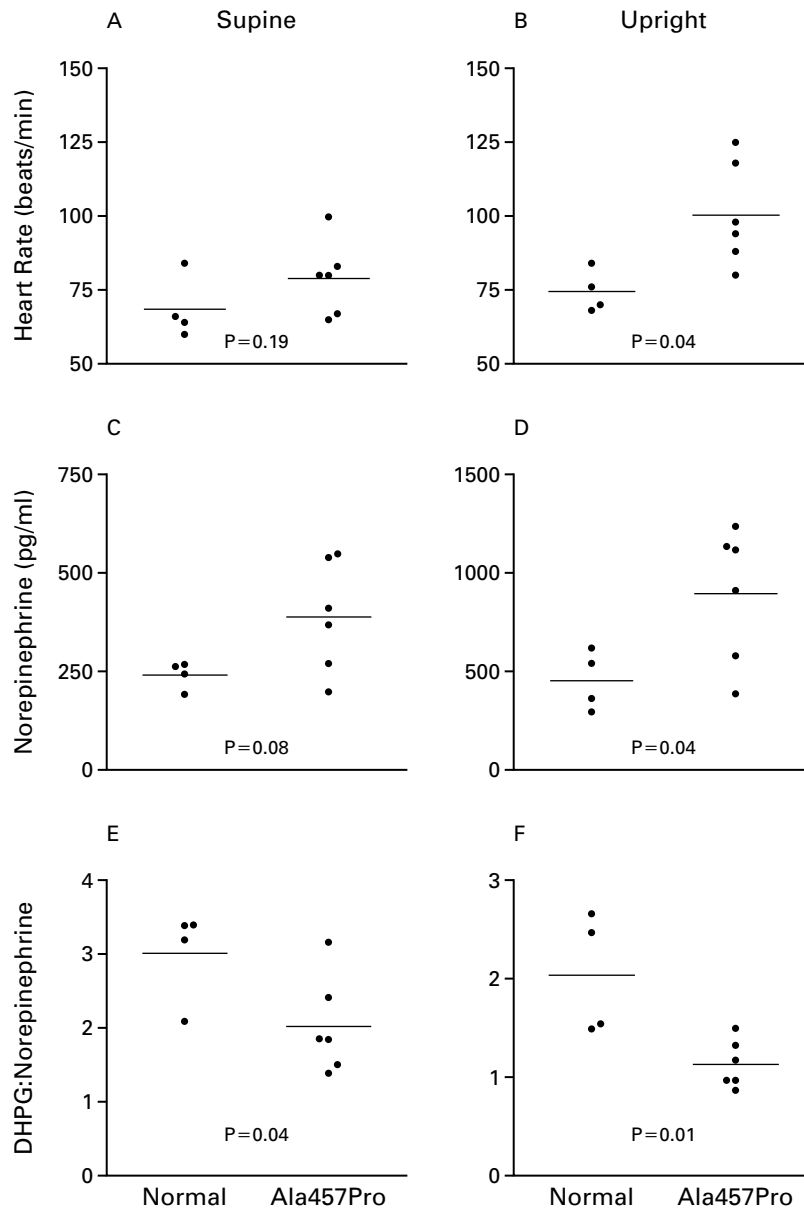 A Supine
B Upright
Heart Rate (beats/min)
150
125
100
75
50
P=0.19
150
125
100
75
50
P=0.04
C
D
Norepinephrine (pg/ml)
750
500
250
0
P=0.08
1500
1000
500
0
P=0.04
E
F
DHPG:Norepinephrine
4
3
2
1
0
P=0.04
Normal Ala457Pro
3
2
1
0
P=0.01
Normal Ala457Pro